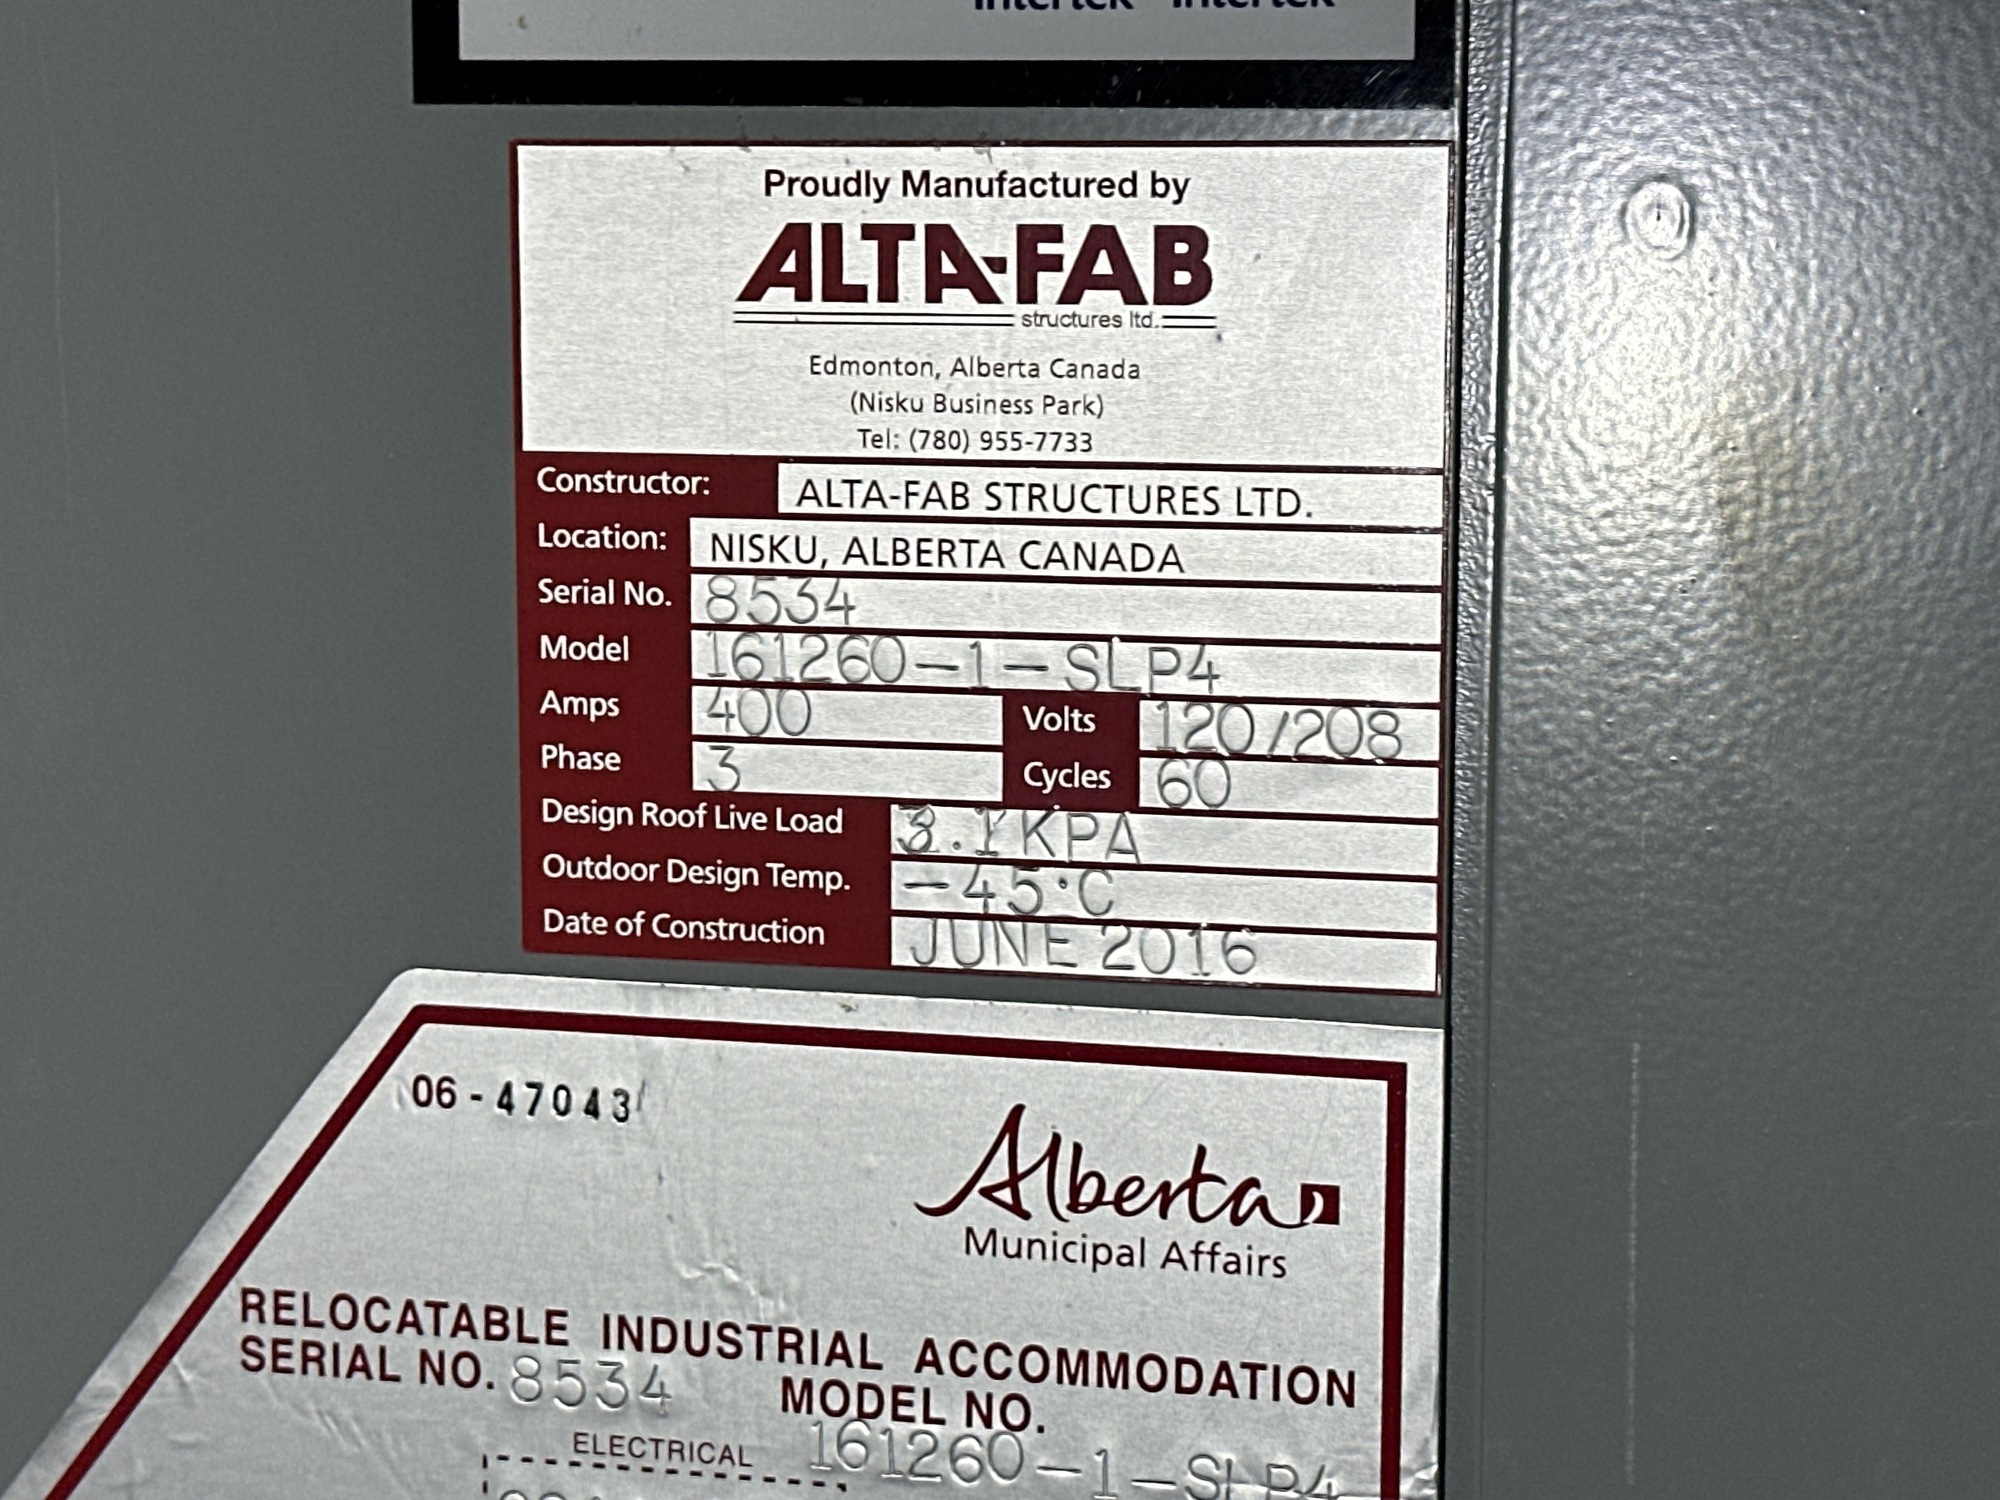 Intertek Intertek
Proudly Manufactured by
ALTA-FAB
structures ltd.
Edmonton, Alberta Canada
(Nisku Business Park)
Tel: (780) 955-7733
Constructor: ALTA-FAB STRUCTURES LTD.
Location: NISKU, ALBERTA CANADA
Serial No. 8534
Model 161260-1-SLP4
Amps 400 Volts 120/208
Phase 3 Cycles 60
Design Roof Live Load 3.1KPA
Outdoor Design Temp. -45°C
Date of Construction JUNE 2016
06-47043
Alberta
Municipal Affairs
RELOCATABLE INDUSTRIAL ACCOMMODATION
SERIAL NO. 8534 MODEL NO.
ELECTRICAL 161260-1-SLP4